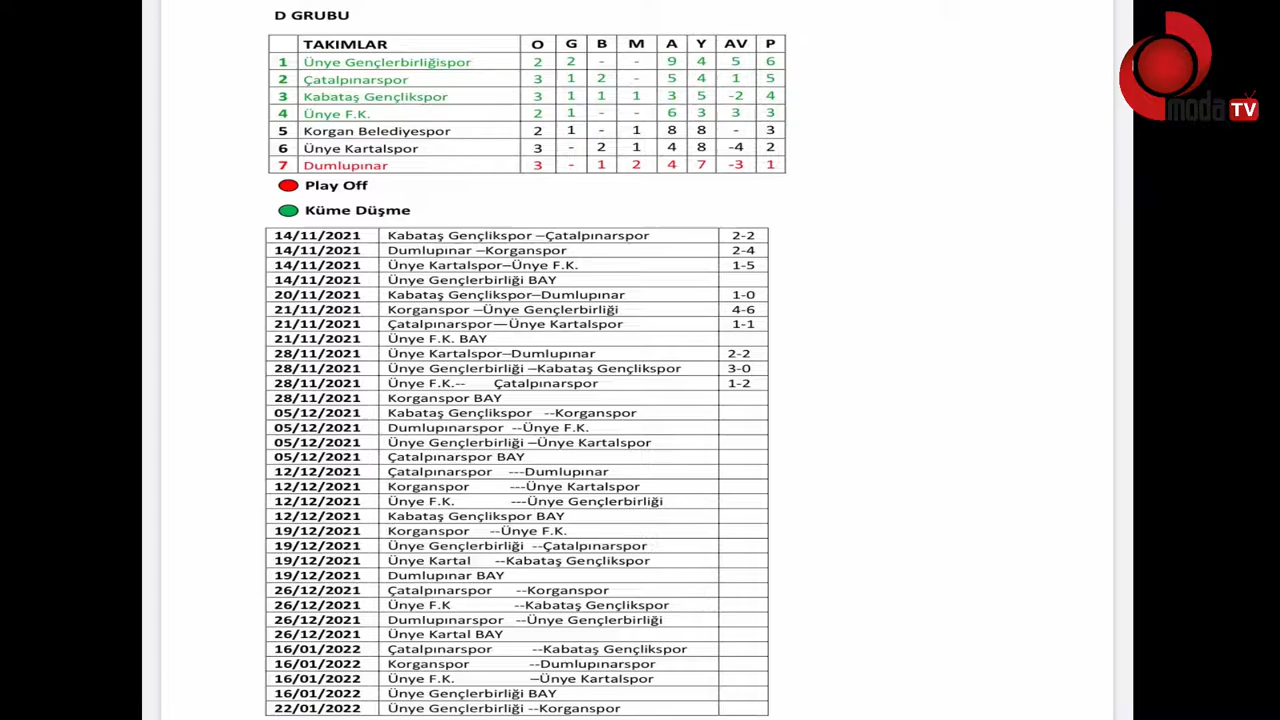 D GRUBU
TAKIMLAR O G B M A Y AV P
1 Ünye Gençlerbirliğispor 2 2 - - 9 4 5 6
2 Çatalpınarspor 3 1 2 - 5 4 1 5
3 Kabataş Gençlikspor 3 1 1 1 3 5 -2 4
4 Ünye F.K. 2 1 - - 6 3 3 3
5 Korgan Belediyespor 2 1 - 1 8 8 - 3
6 Ünye Kartalspor 3 - 2 1 4 8 -4 2
7 Dumlupınar 3 - 1 2 4 7 -3 1
Play Off
Küme Düşme
14/11/2021 Kabataş Gençlikspor –Çatalpınarspor 2-2
14/11/2021 Dumlupınar –Korganspor 2-4
14/11/2021 Ünye Kartalspor–Ünye F.K. 1-5
14/11/2021 Ünye Gençlerbirliği BAY
20/11/2021 Kabataş Gençlikspor–Dumlupınar 1-0
21/11/2021 Korganspor –Ünye Gençlerbirliği 4-6
21/11/2021 Çatalpınarspor—Ünye Kartalspor 1-1
21/11/2021 Ünye F.K. BAY
28/11/2021 Ünye Kartalspor–Dumlupınar 2-2
28/11/2021 Ünye Gençlerbirliği –Kabataş Gençlikspor 3-0
28/11/2021 Ünye F.K.-- Çatalpınarspor 1-2
28/11/2021 Korganspor BAY
05/12/2021 Kabataş Gençlikspor --Korganspor
05/12/2021 Dumlupınarspor --Ünye F.K.
05/12/2021 Ünye Gençlerbirliği –Ünye Kartalspor
05/12/2021 Çatalpınarspor BAY
12/12/2021 Çatalpınarspor ---Dumlupınar
12/12/2021 Korganspor ---Ünye Kartalspor
12/12/2021 Ünye F.K. ---Ünye Gençlerbirliği
12/12/2021 Kabataş Gençlikspor BAY
19/12/2021 Korganspor --Ünye F.K.
19/12/2021 Ünye Gençlerbirliği --Çatalpınarspor
19/12/2021 Ünye Kartal --Kabataş Gençlikspor
19/12/2021 Dumlupınar BAY
26/12/2021 Çatalpınarspor --Korganspor
26/12/2021 Ünye F.K --Kabataş Gençlikspor
26/12/2021 Dumlupınarspor --Ünye Gençlerbirliği
26/12/2021 Ünye Kartal BAY
16/01/2022 Çatalpınarspor --Kabataş Gençlikspor
16/01/2022 Korganspor --Dumlupınarspor
16/01/2022 Ünye F.K. –Ünye Kartalspor
16/01/2022 Ünye Gençlerbirliği BAY
22/01/2022 Ünye Gençlerbirliği --Korganspor
moda TV